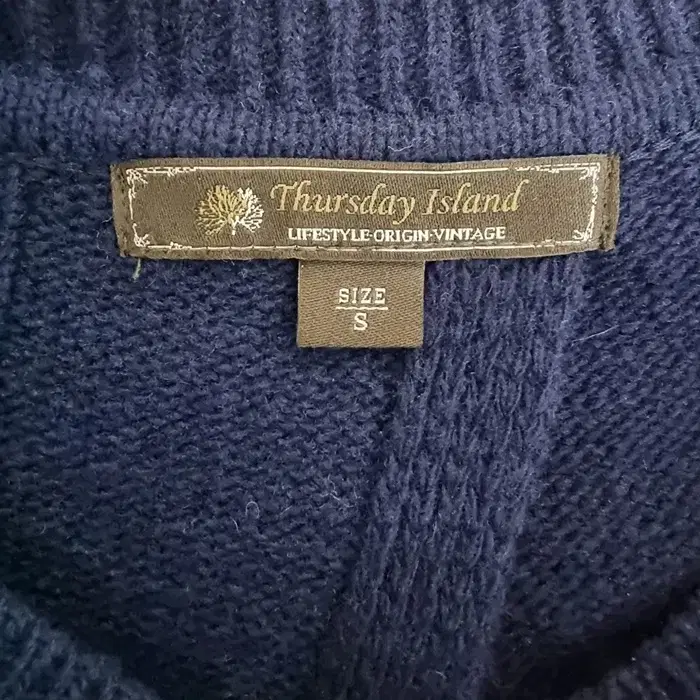 Thursday Island
LIFESTYLE·ORIGIN·VINTAGE
SIZE
S